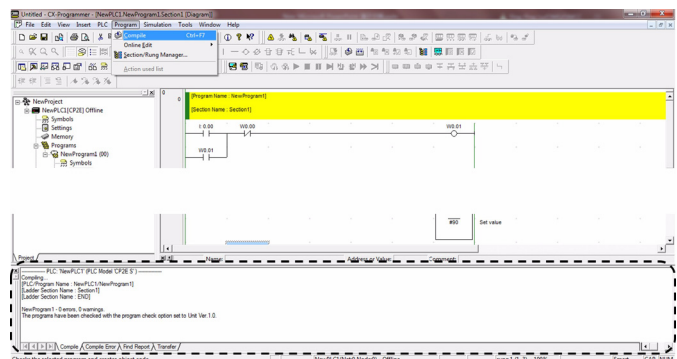 Untitled - CX-Programmer - [NewPLC1.NewProgram1.Section1 [Diagram]]
File Edit View Insert PLC Program Simulation Tools Window Help
Compile Ctrl+F7
Online Edit
Section/Rung Manager...
Action used list
NewProject
NewPLC1[CP2E] Offline
Symbols
Settings
Memory
Programs
NewProgram1 (00)
Symbols
0
0
[Program Name : NewProgram1]
[Section Name : Section1]
I: 0.00 W0.00 W0.01
W0.01
#90 Set value
Project
Name: Address or Value: Comment:
---------- PLC: 'NewPLC1' (PLC Model 'CP2E S') ----------
Compiling...
[PLC/Program Name : NewPLC1/NewProgram1]
[Ladder Section Name : Section1]
[Ladder Section Name : END]
NewProgram1 - 0 errors, 0 warnings.
The programs have been checked with the program check option set to Unit Ver.1.0.
Compile Compile Error Find Report Transfer